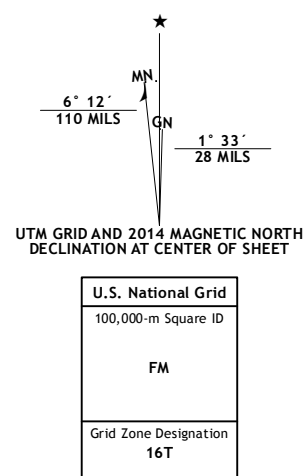 ★
MN.
6° 12´
110 MILS
GN
1° 33´
28 MILS
UTM GRID AND 2014 MAGNETIC NORTH
DECLINATION AT CENTER OF SHEET
U.S. National Grid
100,000-m Square ID
FM
Grid Zone Designation
16T